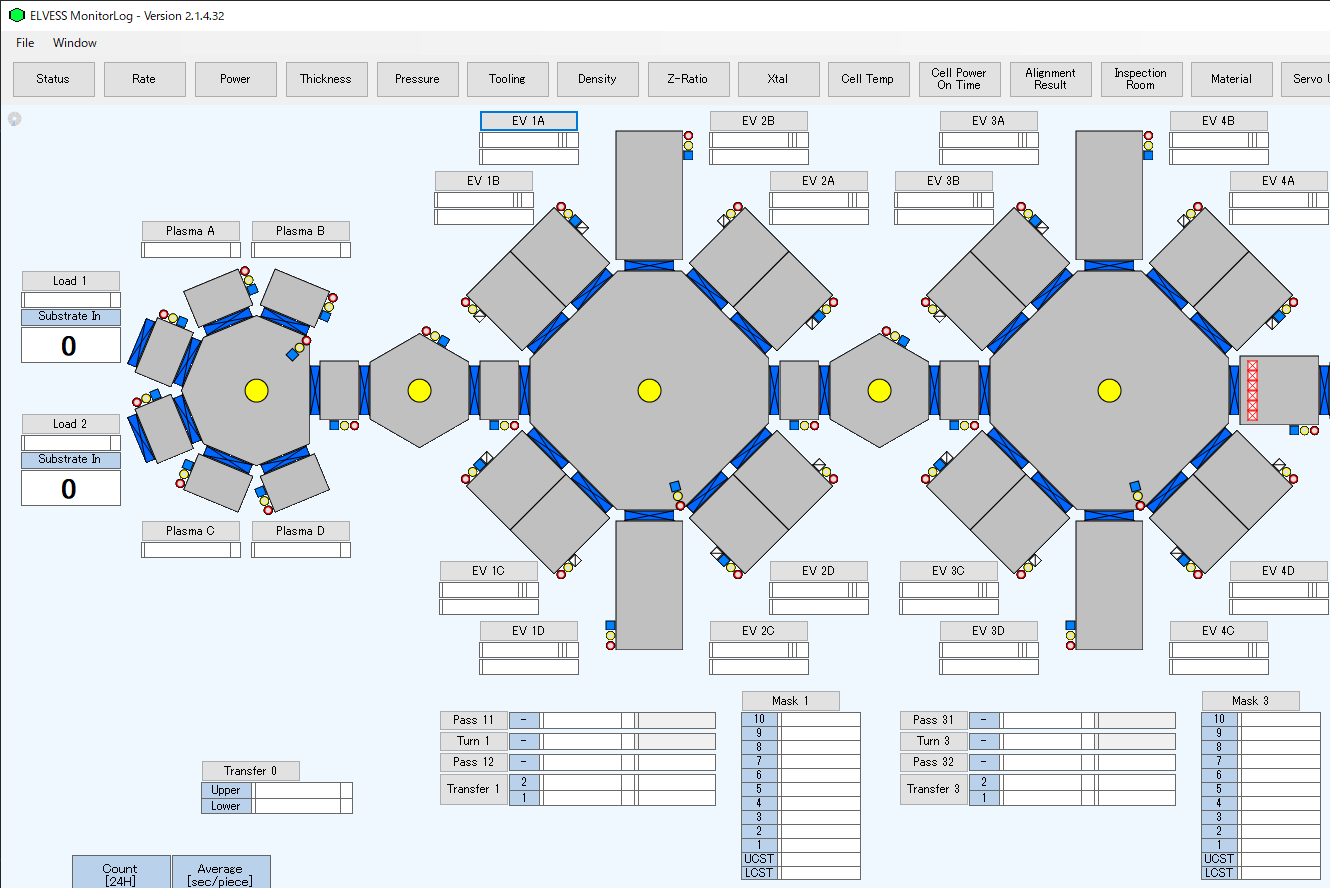 ELVESS MonitorLog - Version 2.1.4.32
File Window
Status Rate Power Thickness Pressure Tooling Density Z-Ratio Xtal Cell Temp Cell Power On Time Alignment Result Inspection Room Material Servo
EV 1A EV 2B EV 3A EV 4B
EV 1B EV 2A EV 3B EV 4A
Plasma A Plasma B
Load 1
Substrate In
0
Load 2
Substrate In
0
Plasma C Plasma D
EV 1C EV 2D EV 3C EV 4D
EV 1D EV 2C EV 3D EV 4C
Mask 1
10
9
8
7
6
5
4
3
2
1
UCST
LCST
Mask 3
10
9
8
7
6
5
4
3
2
1
UCST
LCST
Pass 11 -
Turn 1 -
Pass 12 -
Transfer 1 2
1
Pass 31 -
Turn 3 -
Pass 32 -
Transfer 3 2
1
Transfer 0
Upper
Lower
Count
[24H]
Average
[sec/piece]